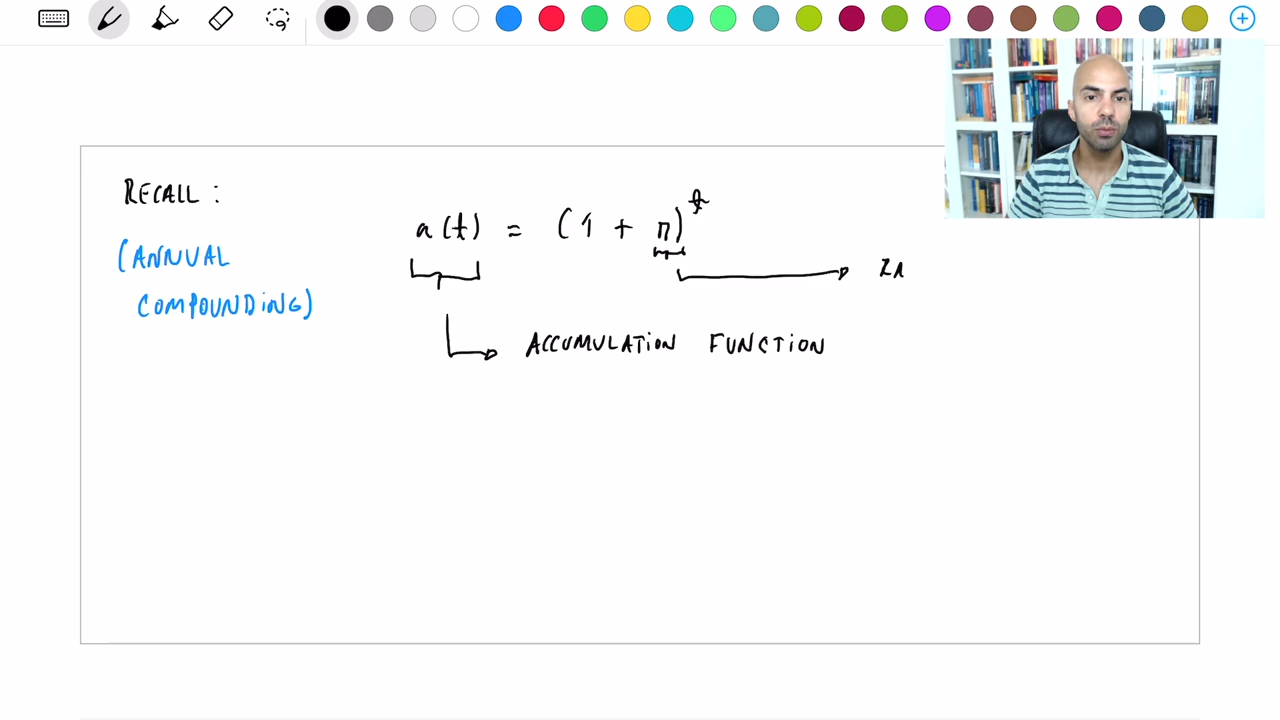 RECALL :
a(t) = (1 + r)^t
(ANNUAL
COMPOUNDING)
ACCUMULATION FUNCTION